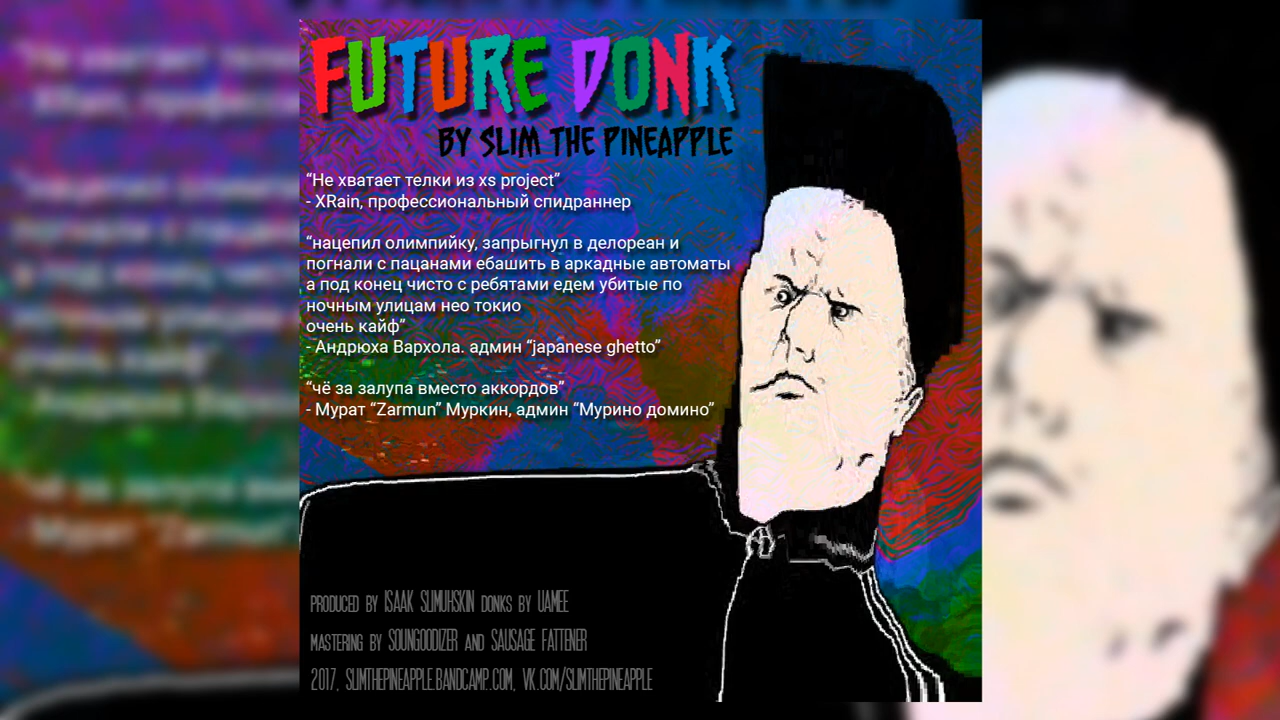 FUTURE DONK
BY SLIM THE PINEAPPLE
“Не хватает телки из xs project”
- XRain, профессиональный спидраннер
“нацепил олимпийку, запрыгнул в делореан и
погнали с пацанами ебашить в аркадные автоматы
а под конец чисто с ребятами едем убитые по
ночным улицам нео токио
очень кайф”
- Андрюха Вархола. админ “japanese ghetto”
“чё за залупа вместо аккордов”
- Мурат “Zarmun” Муркин, админ “Мурино домино”
PRODUCED BY ISAAK SLIMUHSKIN DONKS BY UAMEE
MASTERING BY SOUNGOODIZER AND SAUSAGE FATTENER
2017, SLIMTHEPINEAPPLE.BANDCAMP.COM, VK.COM/SLIMTHEPINEAPPLE